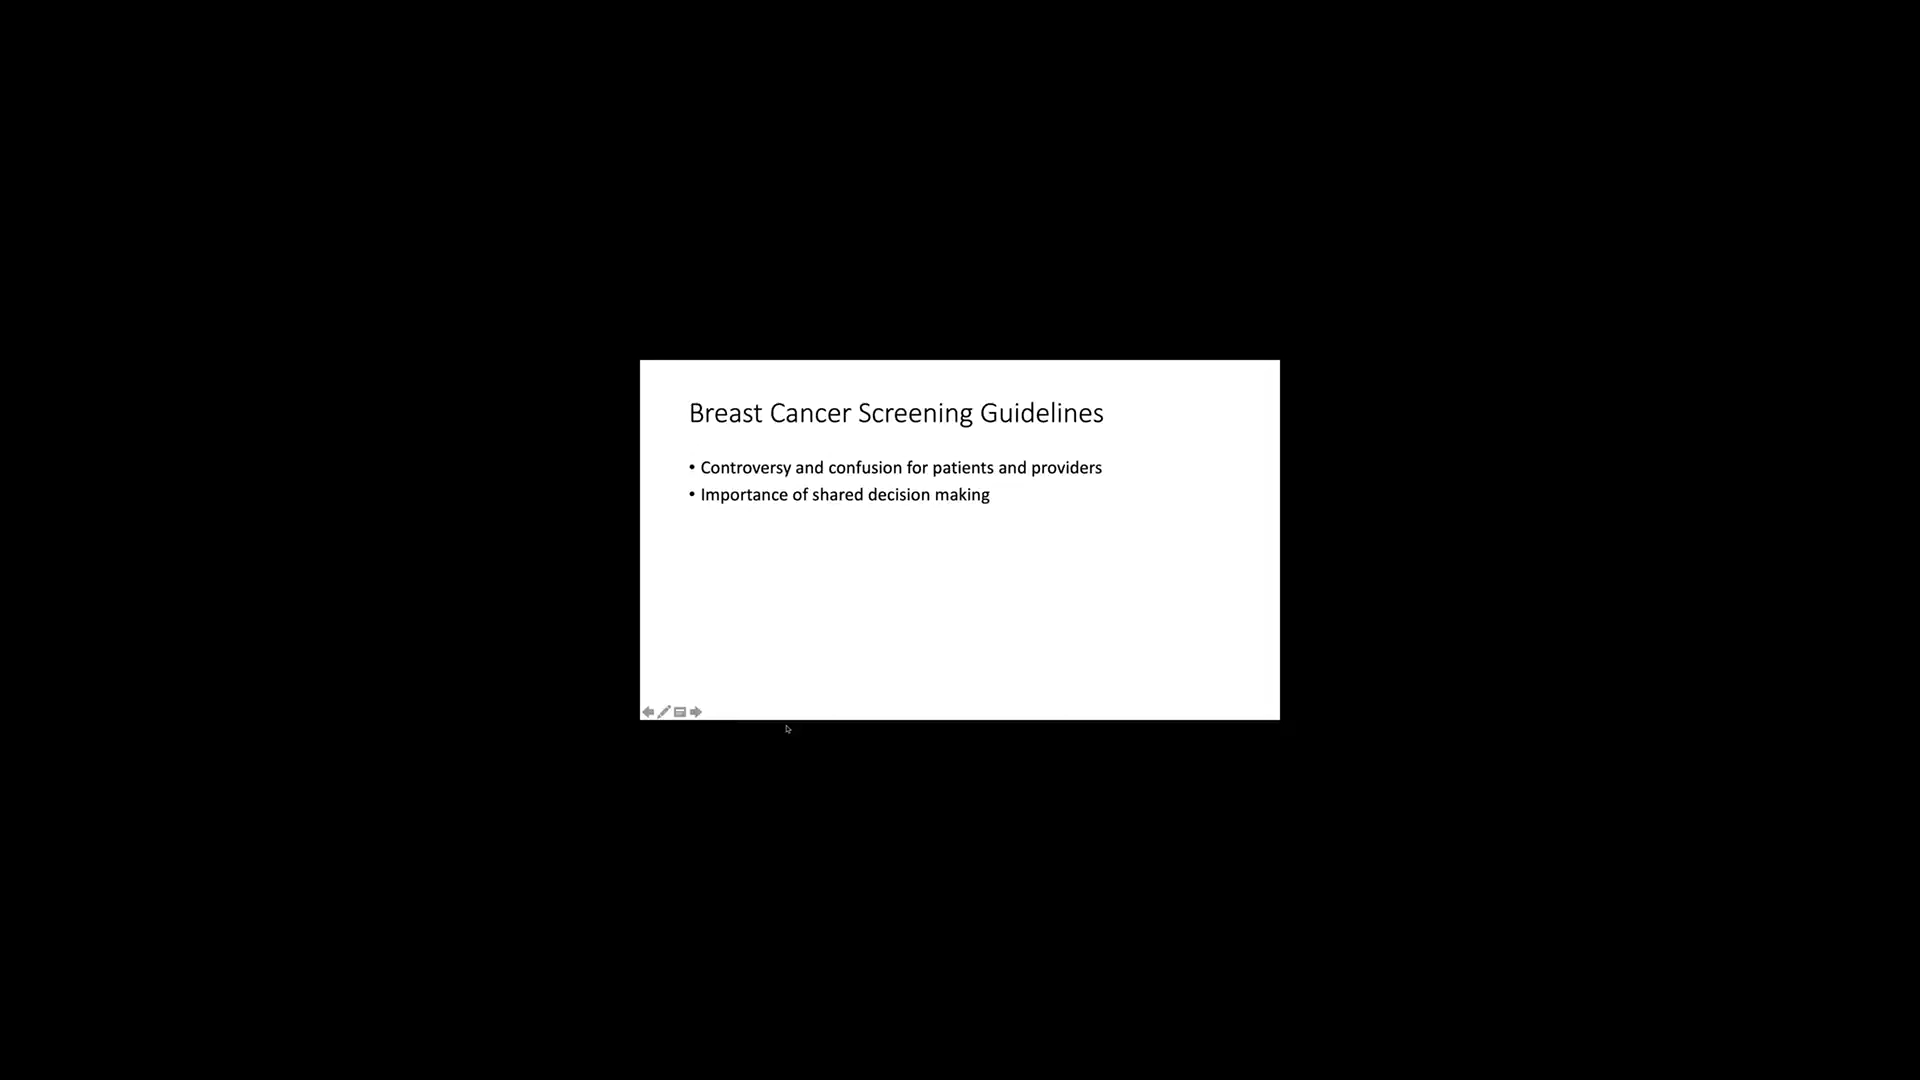 Breast Cancer Screening Guidelines
• Controversy and confusion for patients and providers
• Importance of shared decision making